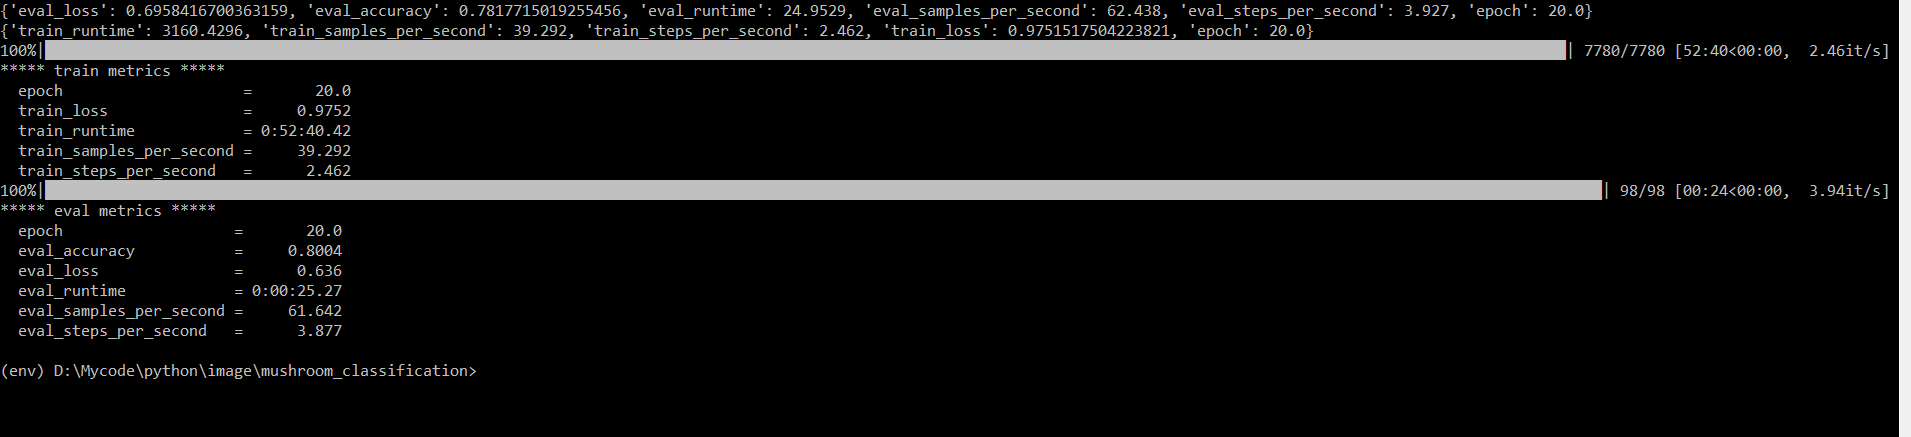 {'eval_loss': 0.6958416700363159, 'eval_accuracy': 0.7817715019255456, 'eval_runtime': 24.9529, 'eval_samples_per_second': 62.438, 'eval_steps_per_second': 3.927, 'epoch': 20.0}
{'train_runtime': 3160.4296, 'train_samples_per_second': 39.292, 'train_steps_per_second': 2.462, 'train_loss': 0.9751517504223821, 'epoch': 20.0}
100%| | 7780/7780 [52:40<00:00, 2.46it/s]
***** train metrics *****
epoch = 20.0
train_loss = 0.9752
train_runtime = 0:52:40.42
train_samples_per_second = 39.292
train_steps_per_second = 2.462
100%| | 98/98 [00:24<00:00, 3.94it/s]
***** eval metrics *****
epoch = 20.0
eval_accuracy = 0.8004
eval_loss = 0.636
eval_runtime = 0:00:25.27
eval_samples_per_second = 61.642
eval_steps_per_second = 3.877
(env) D:\Mycode\python\image\mushroom_classification>